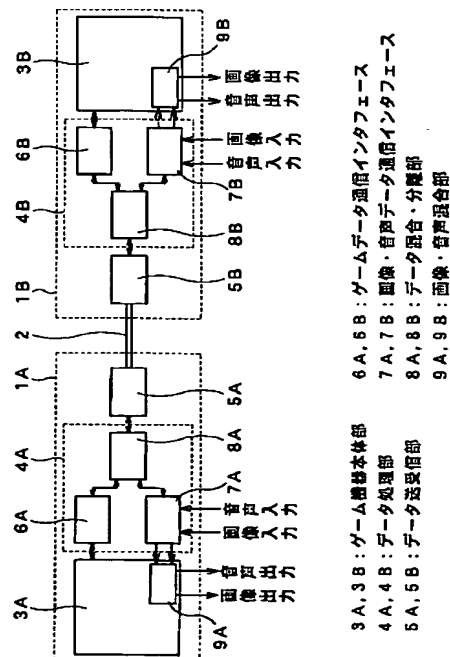 1A
2
1B
3A
6A
4A
8A
7A
5A
5B
8B
4B
6B
7B
3B
9B
9A
音声出力
画像出力
音声入力
画像入力
音声入力
画像入力
音声出力
画像出力
3A,3B:ゲーム機器本体部
4A,4B:データ処理部
5A,5B:データ送受信部
6A,6B:ゲームデータ通信インタフェース
7A,7B:画像・音声データ通信インタフェース
8A,8B:データ混合・分離部
9A,9B:画像・音声混合部